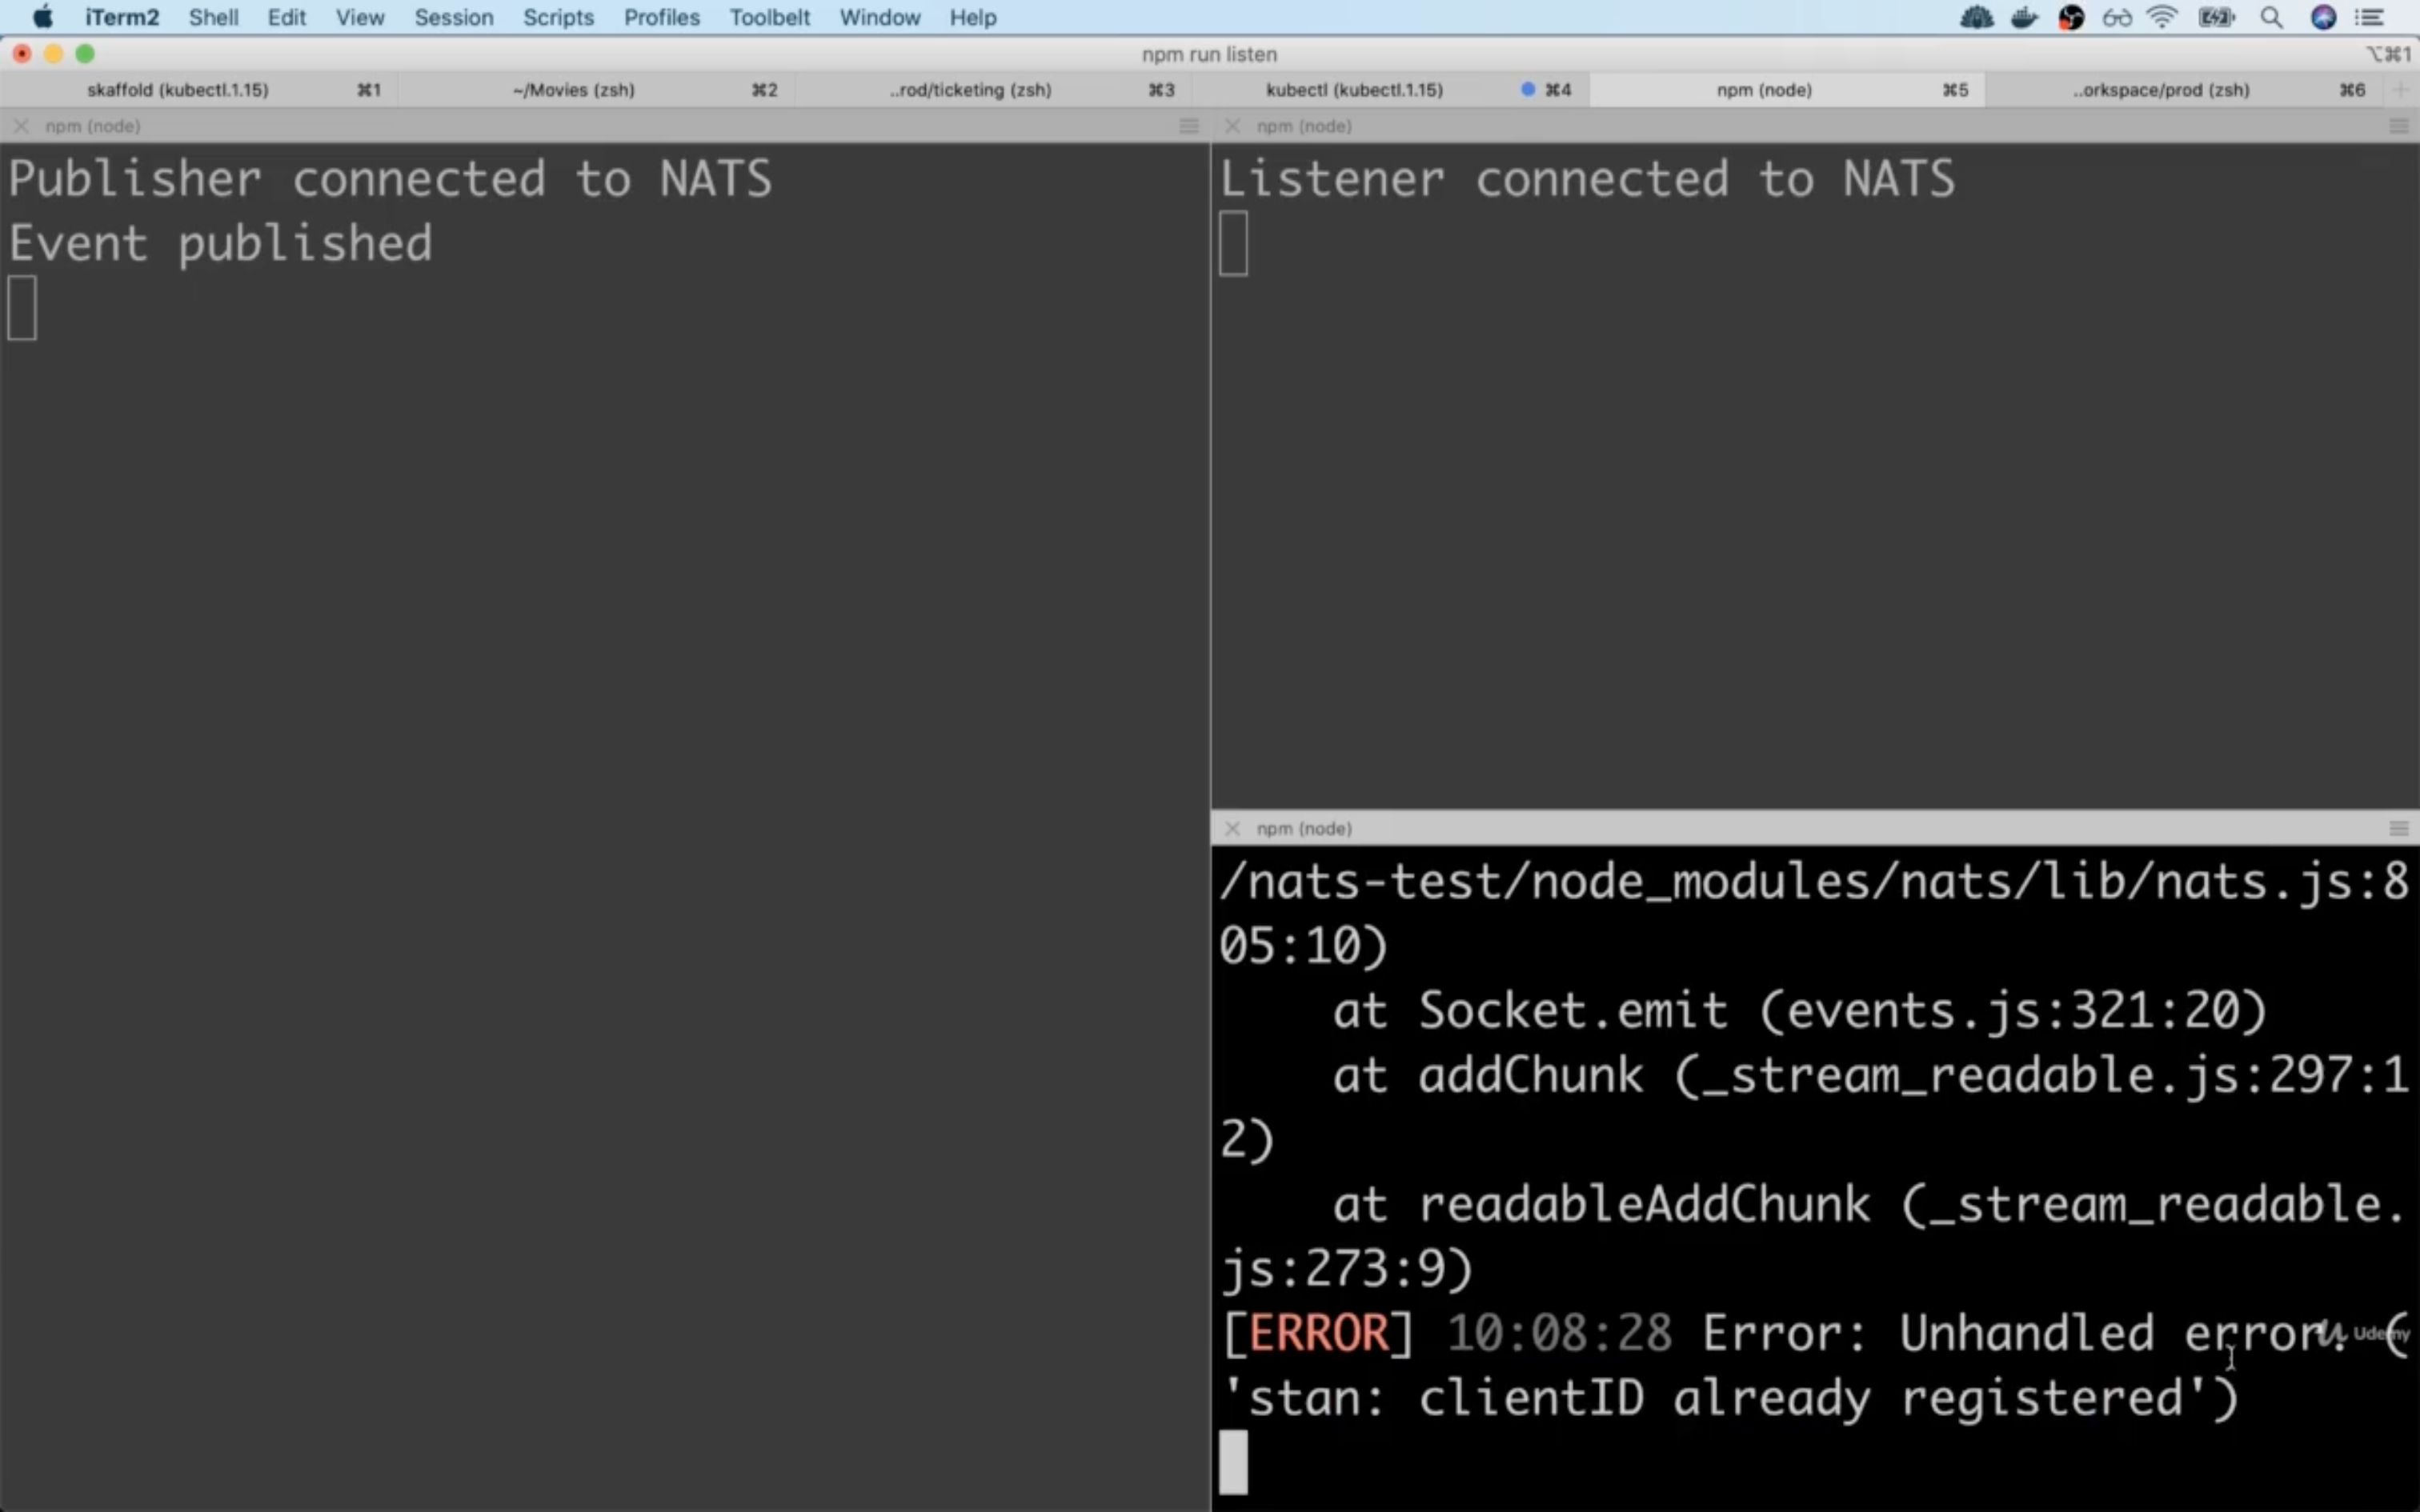 iTerm2 Shell Edit View Session Scripts Profiles Toolbelt Window Help
npm run listen ⌥⌘1
skaffold (kubectl.1.15) ⌘1 ~/Movies (zsh) ⌘2 ..rod/ticketing (zsh) ⌘3 kubectl (kubectl.1.15) ⌘4 npm (node) ⌘5 ..orkspace/prod (zsh) ⌘6
npm (node)
Publisher connected to NATS
Event published
npm (node)
Listener connected to NATS
npm (node)
/nats-test/node_modules/nats/lib/nats.js:8
05:10)
at Socket.emit (events.js:321:20)
at addChunk (_stream_readable.js:297:1
2)
at readableAddChunk (_stream_readable.
js:273:9)
[ERROR] 10:08:28 Error: Unhandled error. (
'stan: clientID already registered')
Udemy